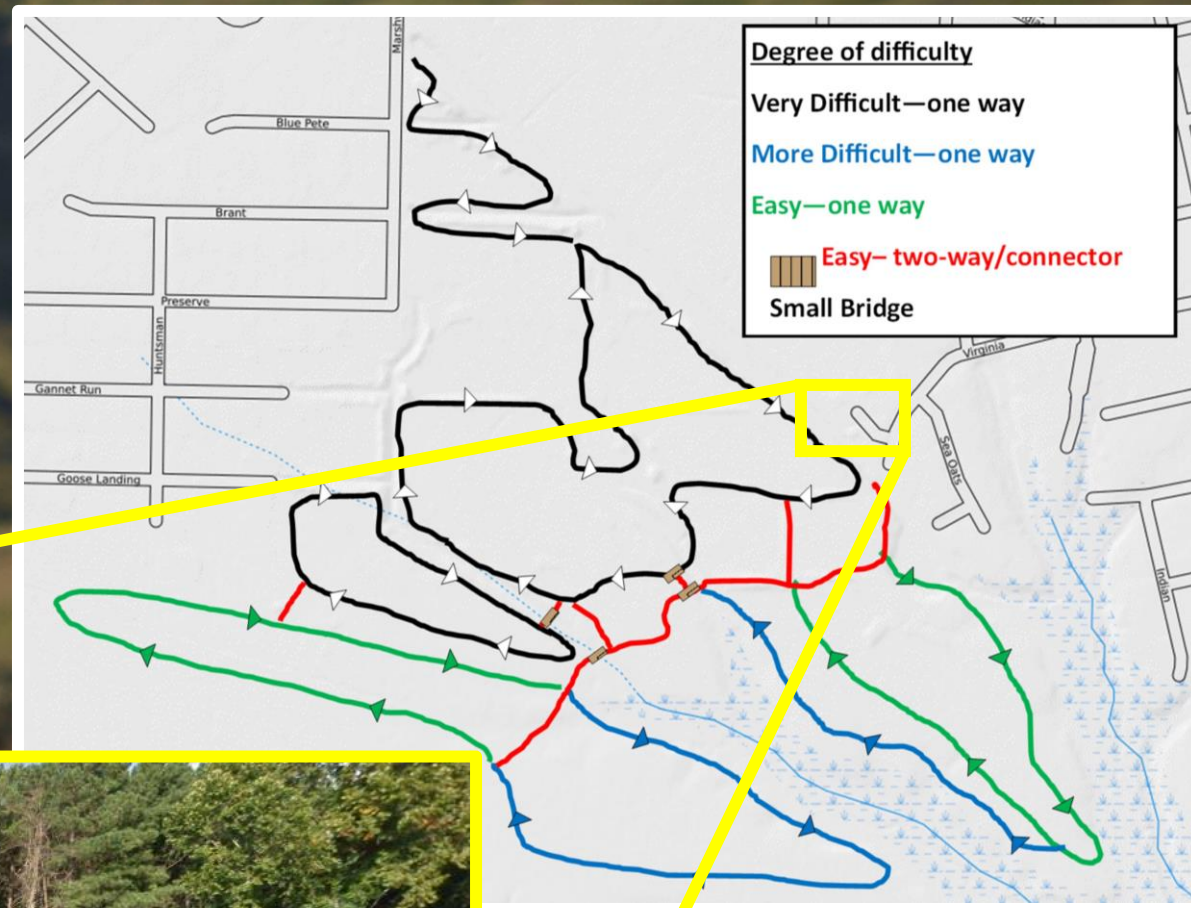 Marshv
Blue Pete
Brant
Preserve
Huntsman
Gannet Run
Goose Landing
Degree of difficulty
Very Difficult—one way
More Difficult—one way
Easy—one way
Easy– two-way/connector
Small Bridge
Virginia
Sea Oats
Indian